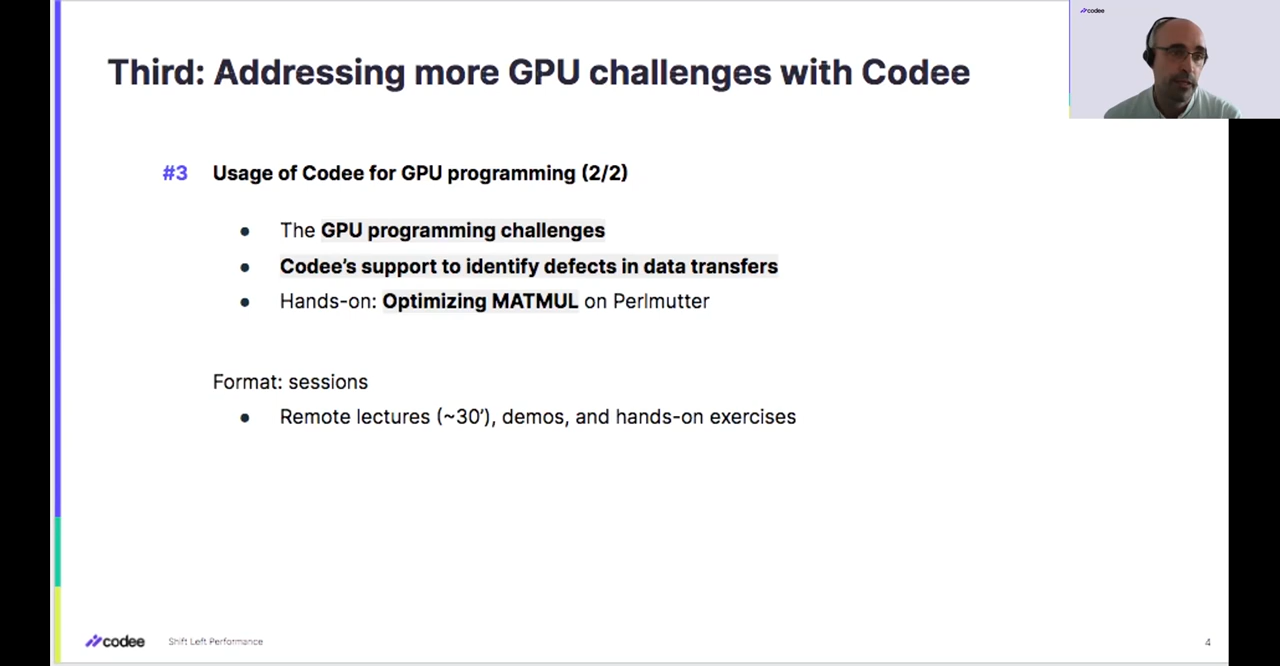 codee
Third: Addressing more GPU challenges with Codee
#3 Usage of Codee for GPU programming (2/2)
● The GPU programming challenges
● Codee’s support to identify defects in data transfers
● Hands-on: Optimizing MATMUL on Perlmutter
Format: sessions
● Remote lectures (~30’), demos, and hands-on exercises
codee Shift Left Performance 4